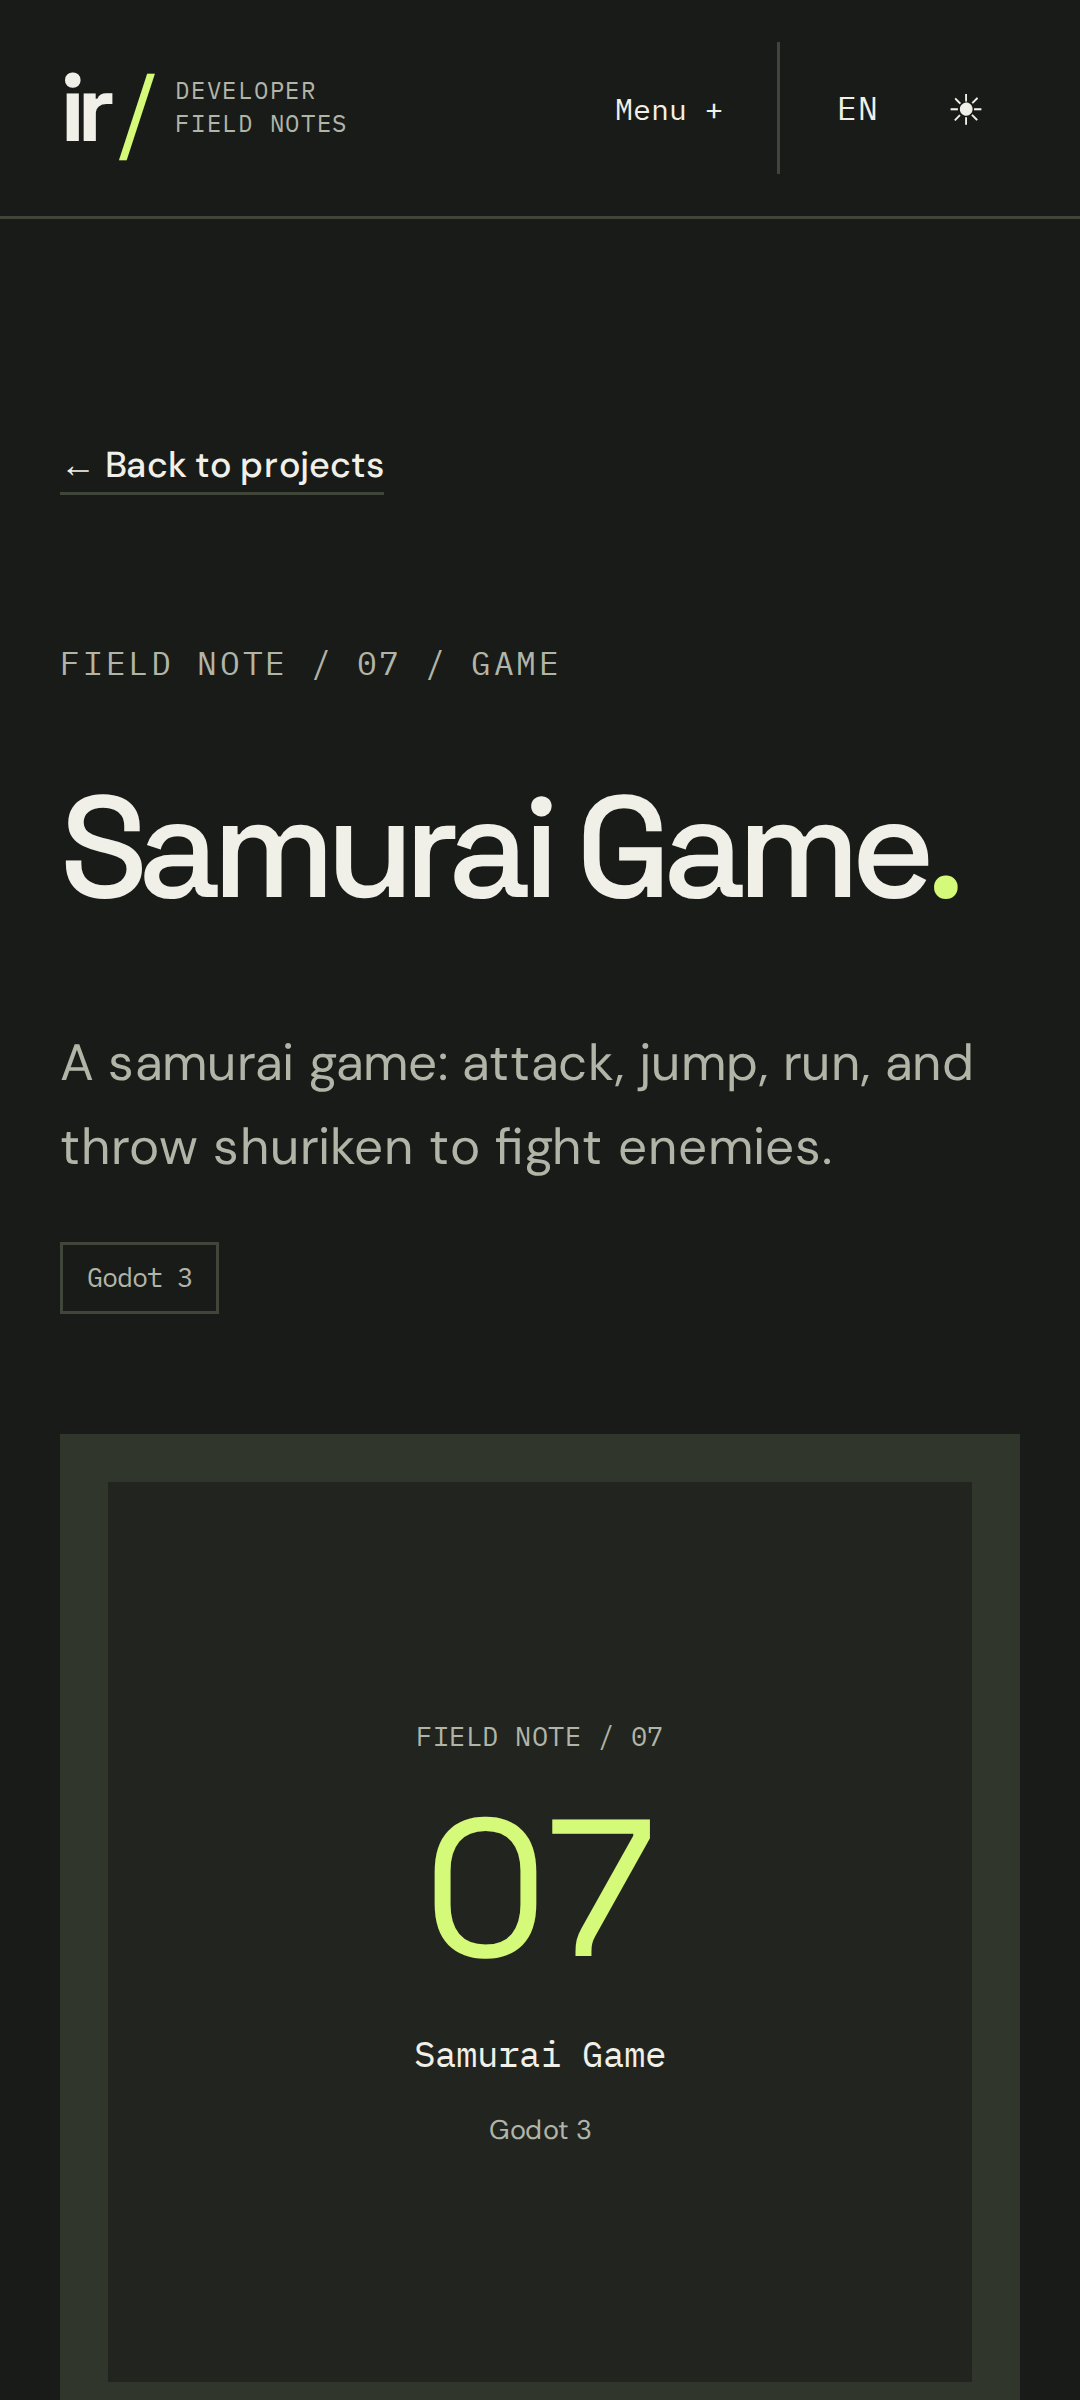 ir/
DEVELOPER
FIELD NOTES
Menu +
EN
← Back to projects
FIELD NOTE / 07 / GAME
Samurai Game.
A samurai game: attack, jump, run, and
throw shuriken to fight enemies.
Godot 3
FIELD NOTE / 07
07
Samurai Game
Godot 3